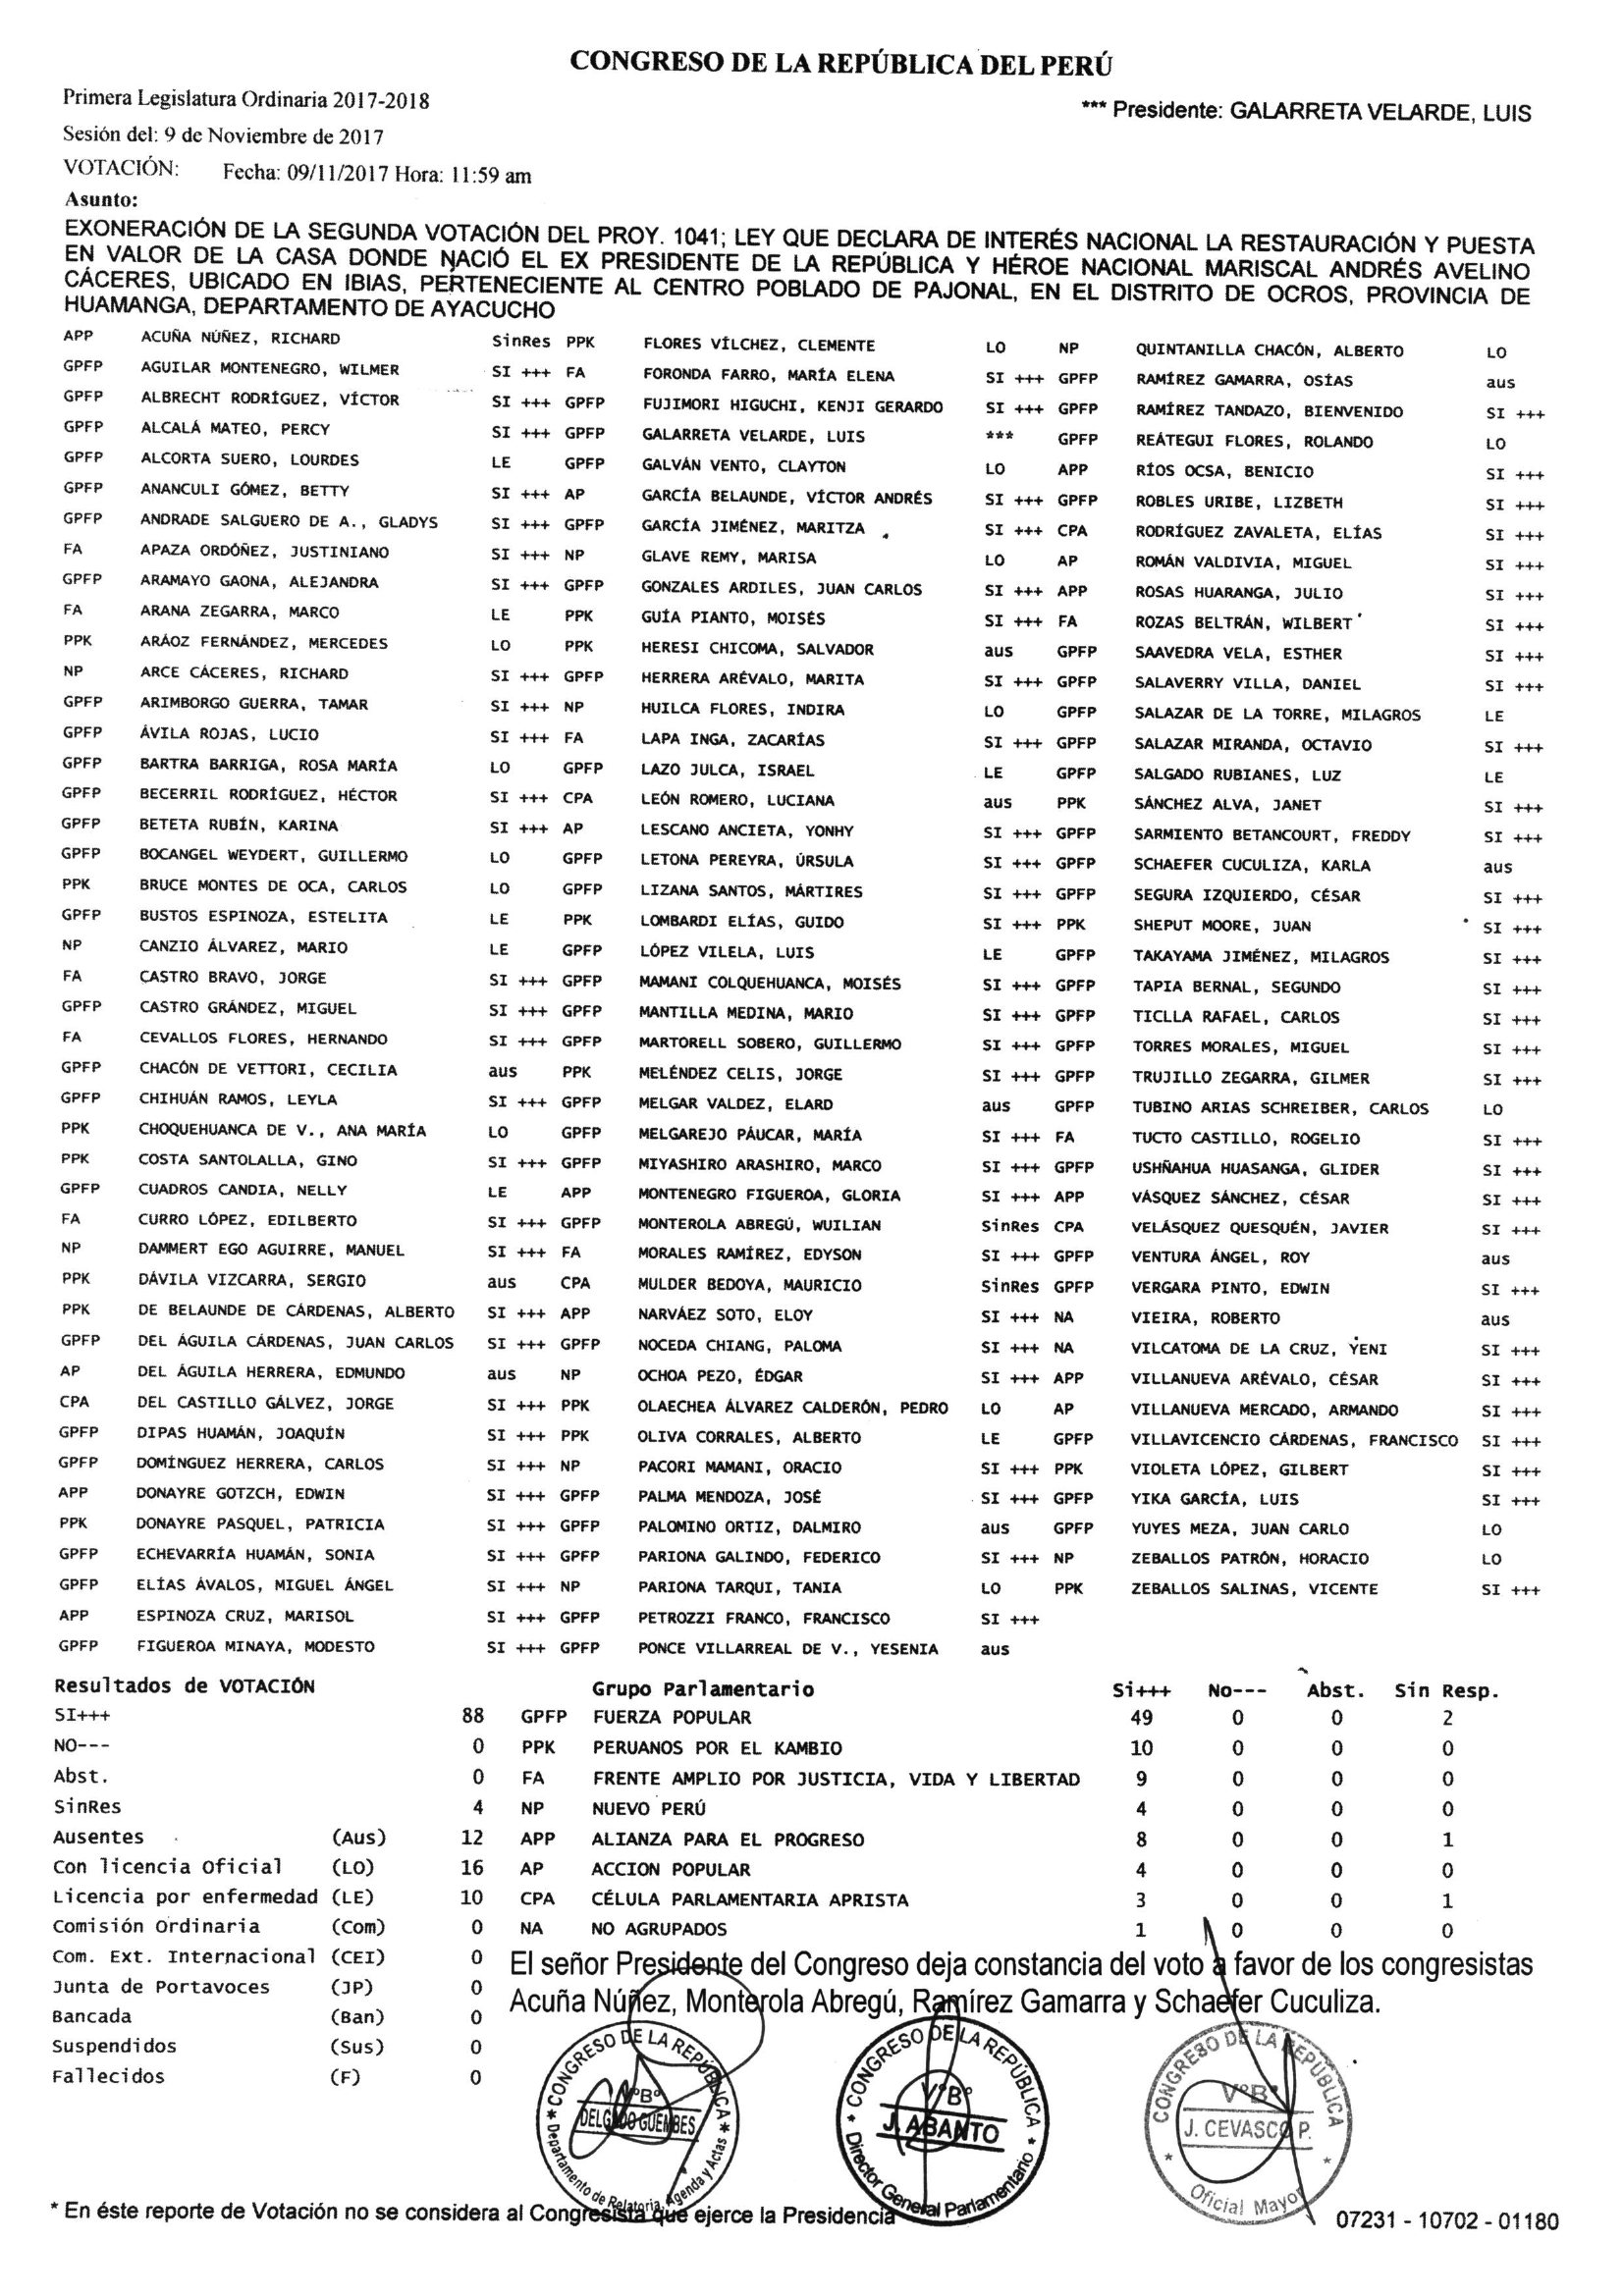 CONGRESO DE LA REPÚBLICA DEL PERÚ
Primera Legislatura Ordinaria 2017-2018
*** Presidente: GALARRETA VELARDE, LUIS
Sesión del: 9 de Noviembre de 2017
VOTACIÓN: Fecha: 09/11/2017 Hora: 11:59 am
Asunto:
EXONERACIÓN DE LA SEGUNDA VOTACIÓN DEL PROY. 1041; LEY QUE DECLARA DE INTERÉS NACIONAL LA RESTAURACIÓN Y PUESTA
EN VALOR DE LA CASA DONDE NACIÓ EL EX PRESIDENTE DE LA REPÚBLICA Y HÉROE NACIONAL MARISCAL ANDRÉS AVELINO
CÁCERES, UBICADO EN IBIAS, PERTENECIENTE AL CENTRO POBLADO DE PAJONAL, EN EL DISTRITO DE OCROS, PROVINCIA DE
HUAMANGA, DEPARTAMENTO DE AYACUCHO
APP ACUÑA NÚÑEZ, RICHARD SinRes PPK FLORES VÍLCHEZ, CLEMENTE LO NP QUINTANILLA CHACÓN, ALBERTO LO
GPFP AGUILAR MONTENEGRO, WILMER SI +++ FA FORONDA FARRO, MARÍA ELENA SI +++ GPFP RAMÍREZ GAMARRA, OSÍAS aus
GPFP ALBRECHT RODRÍGUEZ, VÍCTOR SI +++ GPFP FUJIMORI HIGUCHI, KENJI GERARDO SI +++ GPFP RAMÍREZ TANDAZO, BIENVENIDO SI +++
GPFP ALCALÁ MATEO, PERCY SI +++ GPFP GALARRETA VELARDE, LUIS *** GPFP REÁTEGUI FLORES, ROLANDO LO
GPFP ALCORTA SUERO, LOURDES LE GPFP GALVÁN VENTO, CLAYTON LO APP RÍOS OCSA, BENICIO SI +++
GPFP ANANCULI GÓMEZ, BETTY SI +++ AP GARCÍA BELAUNDE, VÍCTOR ANDRÉS SI +++ GPFP ROBLES URIBE, LIZBETH SI +++
GPFP ANDRADE SALGUERO DE A., GLADYS SI +++ GPFP GARCÍA JIMÉNEZ, MARITZA SI +++ CPA RODRÍGUEZ ZAVALETA, ELÍAS SI +++
FA APAZA ORDÓÑEZ, JUSTINIANO SI +++ NP GLAVE REMY, MARISA LO AP ROMÁN VALDIVIA, MIGUEL SI +++
GPFP ARAMAYO GAONA, ALEJANDRA SI +++ GPFP GONZALES ARDILES, JUAN CARLOS SI +++ APP ROSAS HUARANGA, JULIO SI +++
FA ARANA ZEGARRA, MARCO LE PPK GUÍA PIANTO, MOISÉS SI +++ FA ROZAS BELTRÁN, WILBERT SI +++
PPK ARÁOZ FERNÁNDEZ, MERCEDES LO PPK HERESI CHICOMA, SALVADOR aus GPFP SAAVEDRA VELA, ESTHER SI +++
NP ARCE CÁCERES, RICHARD SI +++ GPFP HERRERA ARÉVALO, MARITA SI +++ GPFP SALAVERRY VILLA, DANIEL SI +++
GPFP ARIMBORGO GUERRA, TAMAR SI +++ NP HUILCA FLORES, INDIRA LO GPFP SALAZAR DE LA TORRE, MILAGROS LE
GPFP ÁVILA ROJAS, LUCIO SI +++ FA LAPA INGA, ZACARÍAS SI +++ GPFP SALAZAR MIRANDA, OCTAVIO SI +++
GPFP BARTRA BARRIGA, ROSA MARÍA LO GPFP LAZO JULCA, ISRAEL LE GPFP SALGADO RUBIANES, LUZ LE
GPFP BECERRIL RODRÍGUEZ, HÉCTOR SI +++ CPA LEÓN ROMERO, LUCIANA aus PPK SÁNCHEZ ALVA, JANET SI +++
GPFP BETETA RUBÍN, KARINA SI +++ AP LESCANO ANCIETA, YONHY SI +++ GPFP SARMIENTO BETANCOURT, FREDDY SI +++
GPFP BOCANGEL WEYDERT, GUILLERMO LO GPFP LETONA PEREYRA, ÚRSULA SI +++ GPFP SCHAEFER CUCULIZA, KARLA aus
PPK BRUCE MONTES DE OCA, CARLOS LO GPFP LIZANA SANTOS, MÁRTIRES SI +++ GPFP SEGURA IZQUIERDO, CÉSAR SI +++
GPFP BUSTOS ESPINOZA, ESTELITA LE PPK LOMBARDI ELÍAS, GUIDO SI +++ PPK SHEPUT MOORE, JUAN SI +++
NP CANZIO ÁLVAREZ, MARIO LE GPFP LÓPEZ VILELA, LUIS LE GPFP TAKAYAMA JIMÉNEZ, MILAGROS SI +++
FA CASTRO BRAVO, JORGE SI +++ GPFP MAMANI COLQUEHUANCA, MOISÉS SI +++ GPFP TAPIA BERNAL, SEGUNDO SI +++
GPFP CASTRO GRÁNDEZ, MIGUEL SI +++ GPFP MANTILLA MEDINA, MARIO SI +++ GPFP TICLLA RAFAEL, CARLOS SI +++
FA CEVALLOS FLORES, HERNANDO SI +++ GPFP MARTORELL SOBERO, GUILLERMO SI +++ GPFP TORRES MORALES, MIGUEL SI +++
GPFP CHACÓN DE VETTORI, CECILIA aus PPK MELÉNDEZ CELIS, JORGE SI +++ GPFP TRUJILLO ZEGARRA, GILMER SI +++
GPFP CHIHUÁN RAMOS, LEYLA SI +++ GPFP MELGAR VALDEZ, ELARD aus GPFP TUBINO ARIAS SCHREIBER, CARLOS LO
PPK CHOQUEHUANCA DE V., ANA MARÍA LO GPFP MELGAREJO PÁUCAR, MARÍA SI +++ FA TUCTO CASTILLO, ROGELIO SI +++
PPK COSTA SANTOLALLA, GINO SI +++ GPFP MIYASHIRO ARASHIRO, MARCO SI +++ GPFP USHÑAHUA HUASANGA, GLIDER SI +++
GPFP CUADROS CANDIA, NELLY LE APP MONTENEGRO FIGUEROA, GLORIA SI +++ APP VÁSQUEZ SÁNCHEZ, CÉSAR SI +++
FA CURRO LÓPEZ, EDILBERTO SI +++ GPFP MONTEROLA ABREGÚ, WUILIAN SinRes CPA VELÁSQUEZ QUESQUÉN, JAVIER SI +++
NP DAMMERT EGO AGUIRRE, MANUEL SI +++ FA MORALES RAMÍREZ, EDYSON SI +++ GPFP VENTURA ÁNGEL, ROY aus
PPK DÁVILA VIZCARRA, SERGIO aus CPA MULDER BEDOYA, MAURICIO SinRes GPFP VERGARA PINTO, EDWIN SI +++
PPK DE BELAUNDE DE CÁRDENAS, ALBERTO SI +++ APP NARVÁEZ SOTO, ELOY SI +++ NA VIEIRA, ROBERTO aus
GPFP DEL ÁGUILA CÁRDENAS, JUAN CARLOS SI +++ GPFP NOCEDA CHIANG, PALOMA SI +++ NA VILCATOMA DE LA CRUZ, YENI SI +++
AP DEL ÁGUILA HERRERA, EDMUNDO aus NP OCHOA PEZO, ÉDGAR SI +++ APP VILLANUEVA ARÉVALO, CÉSAR SI +++
CPA DEL CASTILLO GÁLVEZ, JORGE SI +++ PPK OLAECHEA ÁLVAREZ CALDERÓN, PEDRO LO AP VILLANUEVA MERCADO, ARMANDO SI +++
GPFP DIPAS HUAMÁN, JOAQUÍN SI +++ PPK OLIVA CORRALES, ALBERTO LE GPFP VILLAVICENCIO CÁRDENAS, FRANCISCO SI +++
GPFP DOMÍNGUEZ HERRERA, CARLOS SI +++ NP PACORI MAMANI, ORACIO SI +++ PPK VIOLETA LÓPEZ, GILBERT SI +++
APP DONAYRE GOTZCH, EDWIN SI +++ GPFP PALMA MENDOZA, JOSÉ SI +++ GPFP YIKA GARCÍA, LUIS SI +++
PPK DONAYRE PASQUEL, PATRICIA SI +++ GPFP PALOMINO ORTIZ, DALMIRO aus GPFP YUYES MEZA, JUAN CARLO LO
GPFP ECHEVARRÍA HUAMÁN, SONIA SI +++ GPFP PARIONA GALINDO, FEDERICO SI +++ NP ZEBALLOS PATRÓN, HORACIO LO
GPFP ELÍAS ÁVALOS, MIGUEL ÁNGEL SI +++ NP PARIONA TARQUI, TANIA LO PPK ZEBALLOS SALINAS, VICENTE SI +++
APP ESPINOZA CRUZ, MARISOL SI +++ GPFP PETROZZI FRANCO, FRANCISCO SI +++
GPFP FIGUEROA MINAYA, MODESTO SI +++ GPFP PONCE VILLARREAL DE V., YESENIA aus
Resultados de VOTACIÓN Grupo Parlamentario Si+++ No--- Abst. Sin Resp.
SI+++ 88 GPFP FUERZA POPULAR 49 0 0 2
NO--- 0 PPK PERUANOS POR EL KAMBIO 10 0 0 0
Abst. 0 FA FRENTE AMPLIO POR JUSTICIA, VIDA Y LIBERTAD 9 0 0 0
SinRes 4 NP NUEVO PERÚ 4 0 0 0
Ausentes (Aus) 12 APP ALIANZA PARA EL PROGRESO 8 0 0 1
Con licencia Oficial (LO) 16 AP ACCION POPULAR 4 0 0 0
Licencia por enfermedad (LE) 10 CPA CÉLULA PARLAMENTARIA APRISTA 3 0 0 1
Comisión Ordinaria (Com) 0 NA NO AGRUPADOS 1 0 0 0
Com. Ext. Internacional (CEI) 0
Junta de Portavoces (JP) 0
Bancada (Ban) 0
Suspendidos (Sus) 0
Fallecidos (F) 0
El señor Presidente del Congreso deja constancia del voto a favor de los congresistas
Acuña Núñez, Monterola Abregú, Ramírez Gamarra y Schaefer Cuculiza.
* CONGRESO DE LA REPÚBLICA *
VºBº
DELGADO GUEMBES
Departamento de Relatoria, Agenda y Actas
* CONGRESO DE LA REPÚBLICA *
VºBº
J. ABANTO
Director General Parlamentario
* CONGRESO DE LA REPÚBLICA *
VºBº
J. CEVASCO P.
Oficial Mayor
* En éste reporte de Votación no se considera al Congresista que ejerce la Presidencia
07231 - 10702 - 01180